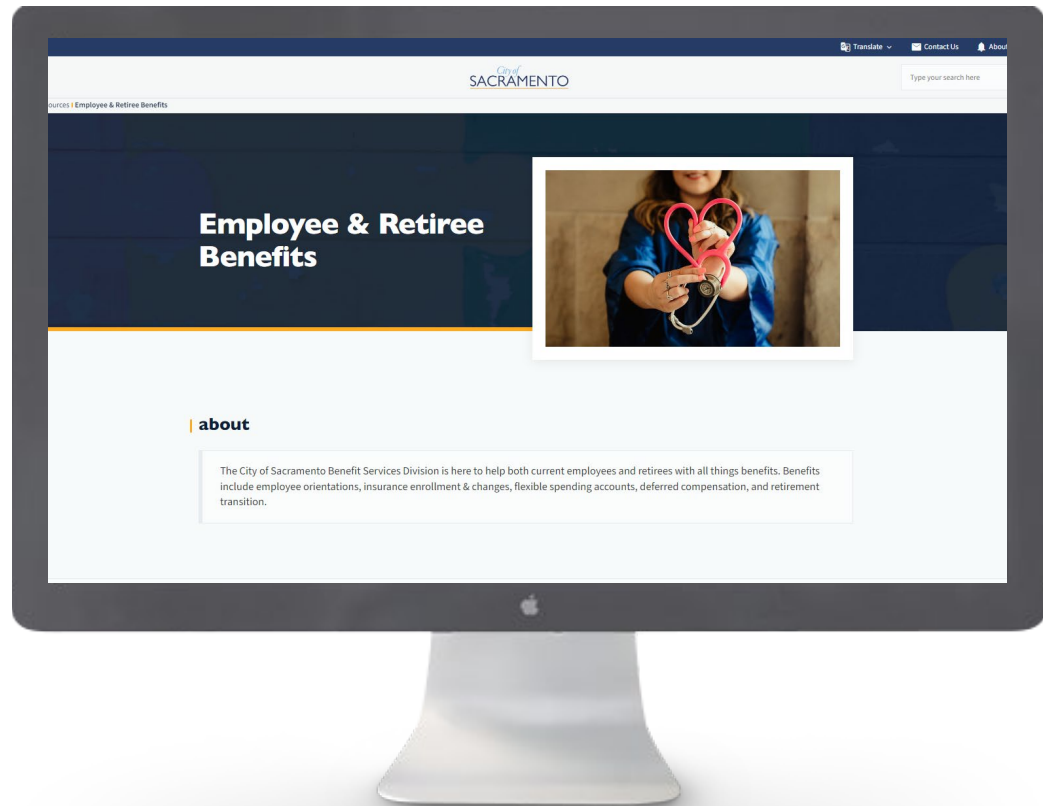 Translate
Contact Us
About
City of
SACRAMENTO
Type your search here
ources | Employee & Retiree Benefits
Employee & Retiree
Benefits
about
The City of Sacramento Benefit Services Division is here to help both current employees and retirees with all things benefits. Benefits
include employee orientations, insurance enrollment & changes, flexible spending accounts, deferred compensation, and retirement
transition.